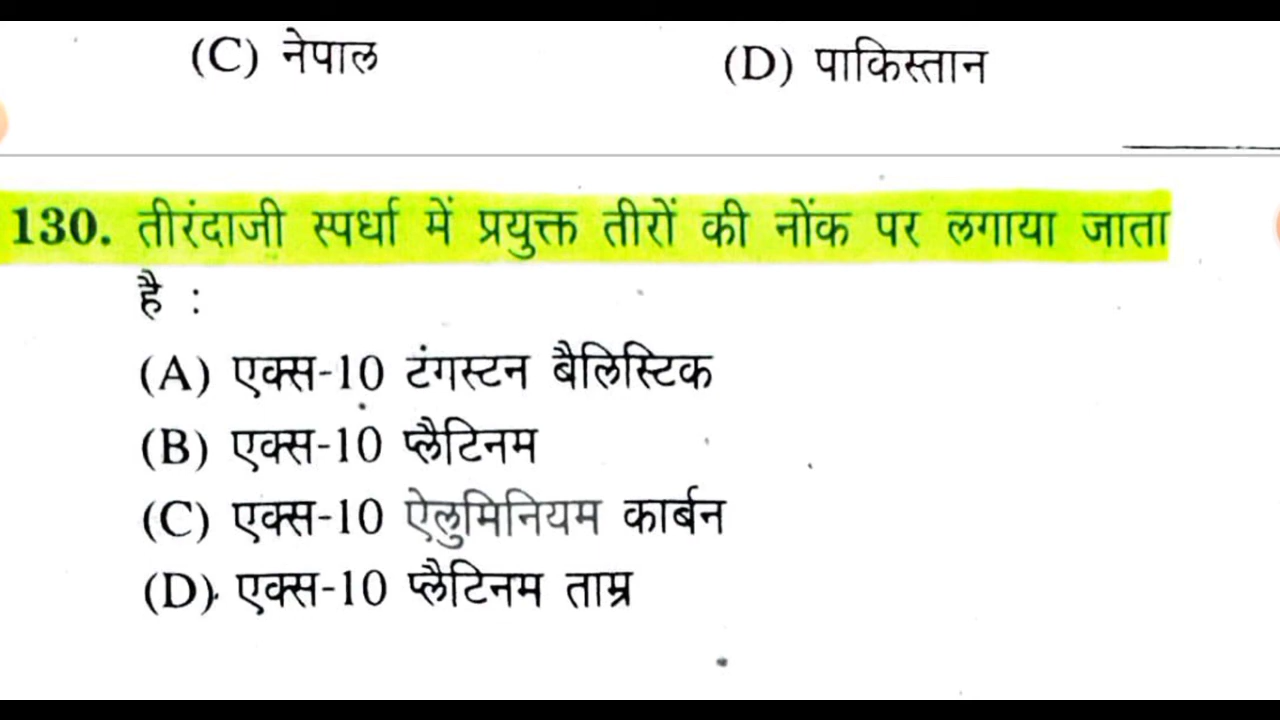 (C) नेपाल (D) पाकिस्तान
130. तीरंदाजी स्पर्धा में प्रयुक्त तीरों की नोंक पर लगाया जाता
है :
(A) एक्स-10 टंगस्टन बैलिस्टिक
(B) एक्स-10 प्लैटिनम
(C) एक्स-10 ऐलुमिनियम कार्बन
(D) एक्स-10 प्लैटिनम ताम्र